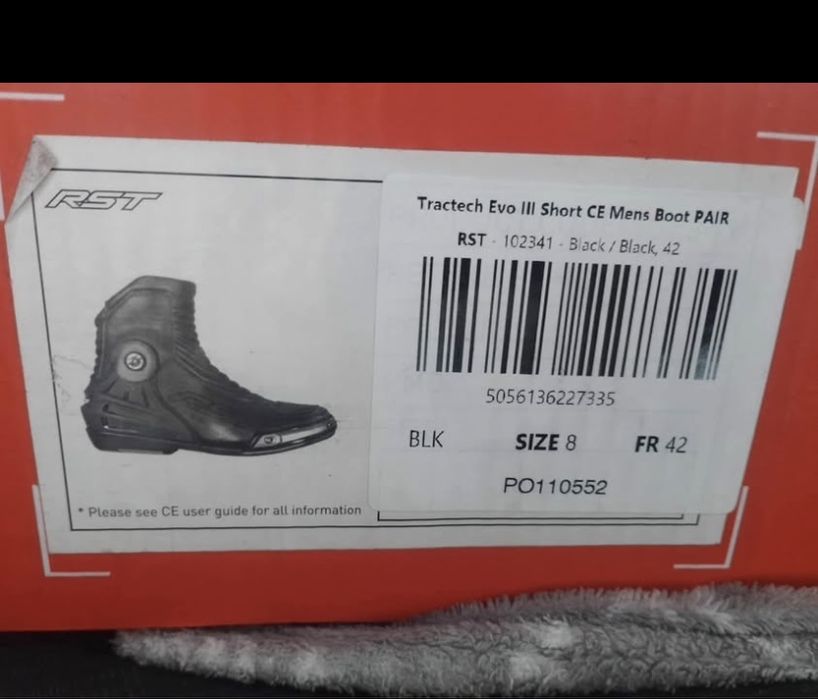 RST
Tractech Evo III Short CE Mens Boot PAIR
RST - 102341 - Black / Black, 42
5056136227335
BLK SIZE 8 FR 42
PO110552
* Please see CE user guide for all information